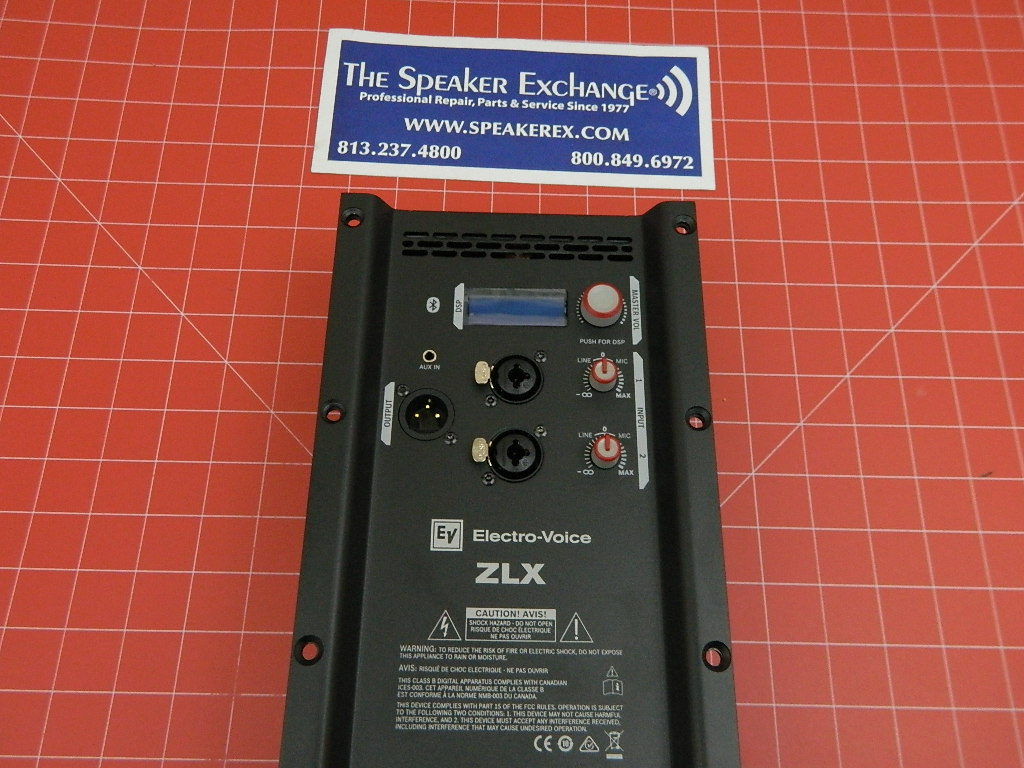 THE SPEAKER EXCHANGE®
Professional Repair, Parts & Service Since 1977
WWW.SPEAKEREX.COM
813.237.4800
800.849.6972
DSP
MASTER VOL
PUSH FOR DSP
AUX IN
LINE 0 MIC
-∞ MAX
1
OUTPUT
INPUT
LINE 0 MIC
-∞ MAX
2
EV Electro-Voice
ZLX
CAUTION! AVIS!
SHOCK HAZARD - DO NOT OPEN
RISQUE DE CHOC ÉLECTRIQUE
NE PAS OUVRIR
WARNING: TO REDUCE THE RISK OF FIRE OR ELECTRIC SHOCK, DO NOT EXPOSE
THIS APPLIANCE TO RAIN OR MOISTURE.
AVIS: RISQUÉ DE CHOC ELECTRIQUE - NE PAS OUVRIR
THIS CLASS B DIGITAL APPARATUS COMPLIES WITH CANADIAN
ICES-003. CET APPAREIL NUMÉRIQUE DE LA CLASSE B
EST CONFORME À LA NORME NMB-003 DU CANADA.
THIS DEVICE COMPLIES WITH PART 15 OF THE FCC RULES. OPERATION IS SUBJECT
TO THE FOLLOWING TWO CONDITIONS: 1. THIS DEVICE MAY NOT CAUSE HARMFUL
INTERFERENCE, AND 2. THIS DEVICE MUST ACCEPT ANY INTERFERENCE RECEIVED,
INCLUDING INTERFERENCE THAT MAY CAUSE UNDESIRED OPERATION.
CE